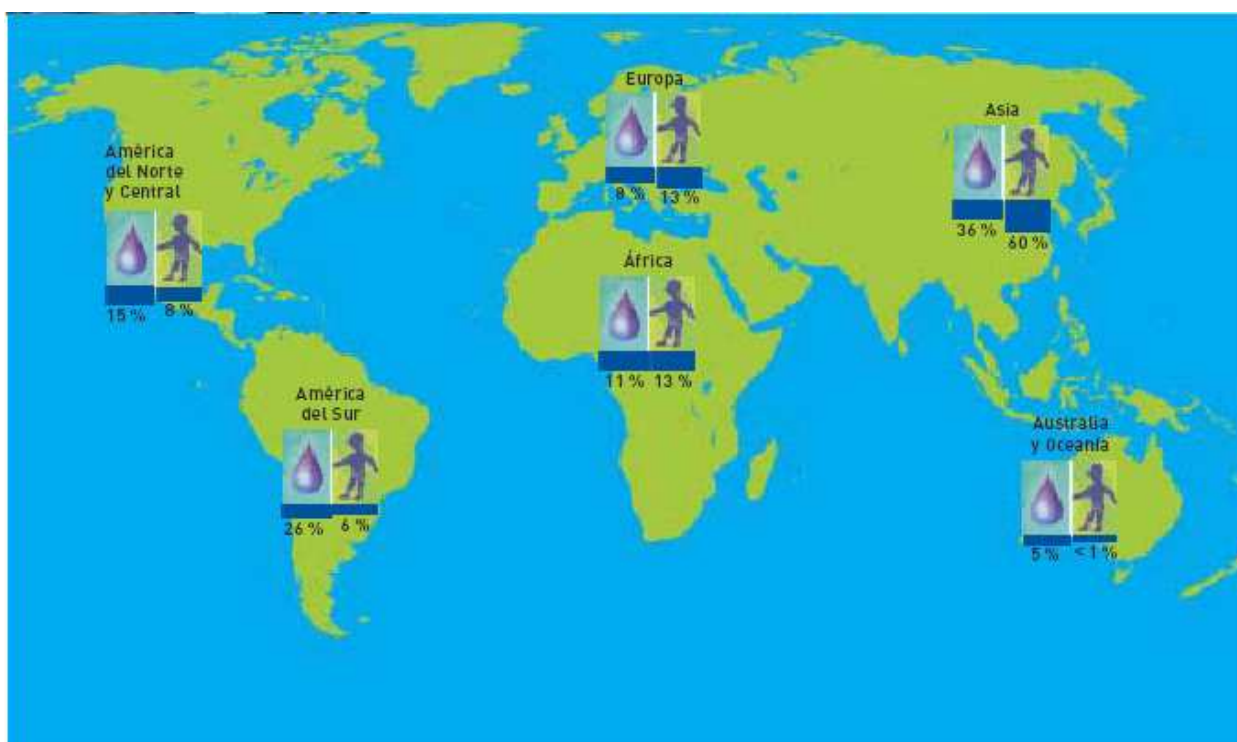 Europa
8 % 13 %
Asia
36 % 60 %
América
del Norte
y Central
15 % 8 %
África
11 % 13 %
América
del Sur
26 % 6 %
Australia
y Oceanía
5 % <1 %